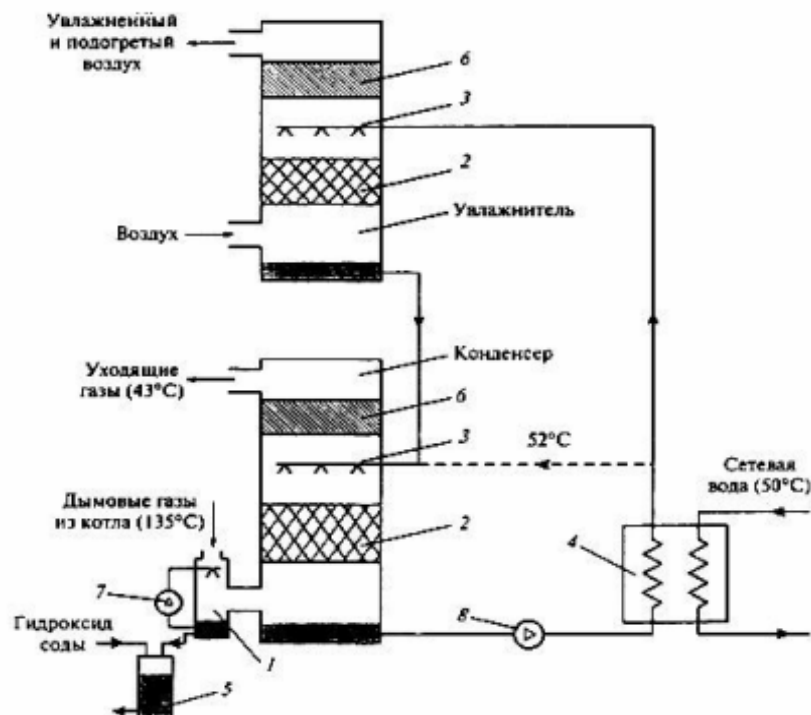 Увлажненный
и подогретый
воздух
6
3
2
Увлажнитель
Воздух
Уходящие
газы (43°С)
Конденсер
6
3
52°С
Сетевая
вода (50°С)
Дымовые газы
из котла (135°С)
2
4
7
8
Гидроксид
соды
1
5